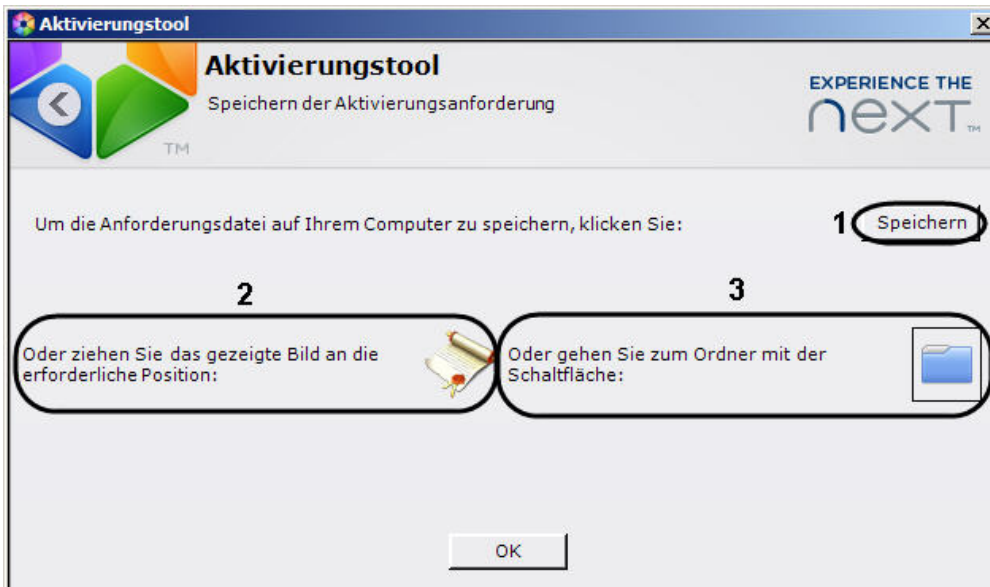 Aktivierungstool
Aktivierungstool
Speichern der Aktivierungsanforderung
EXPERIENCE THE
next™
TM
Um die Anforderungsdatei auf Ihrem Computer zu speichern, klicken Sie:
1
Speichern
2
3
Oder ziehen Sie das gezeigte Bild an die
erforderliche Position:
Oder gehen Sie zum Ordner mit der
Schaltfläche:
OK